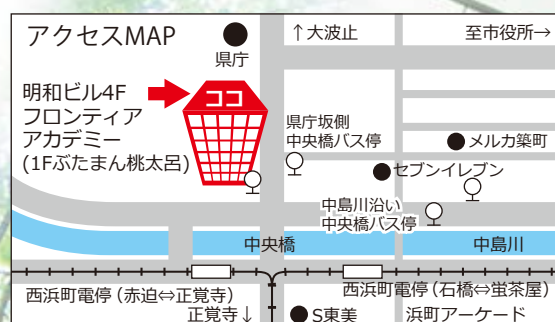 アクセスMAP
県庁
↑大波止
至市役所→
明和ビル4F
フロンティア
アカデミー
(1Fぶたまん桃太呂)
ココ
県庁坂側
中央橋バス停
メルカ築町
セブンイレブン
中島川沿い
中央橋バス停
中央橋
中島川
西浜町電停(赤迫⇔正覚寺)
西浜町電停(石橋⇔蛍茶屋)
正覚寺↓
S東美
浜町アーケード